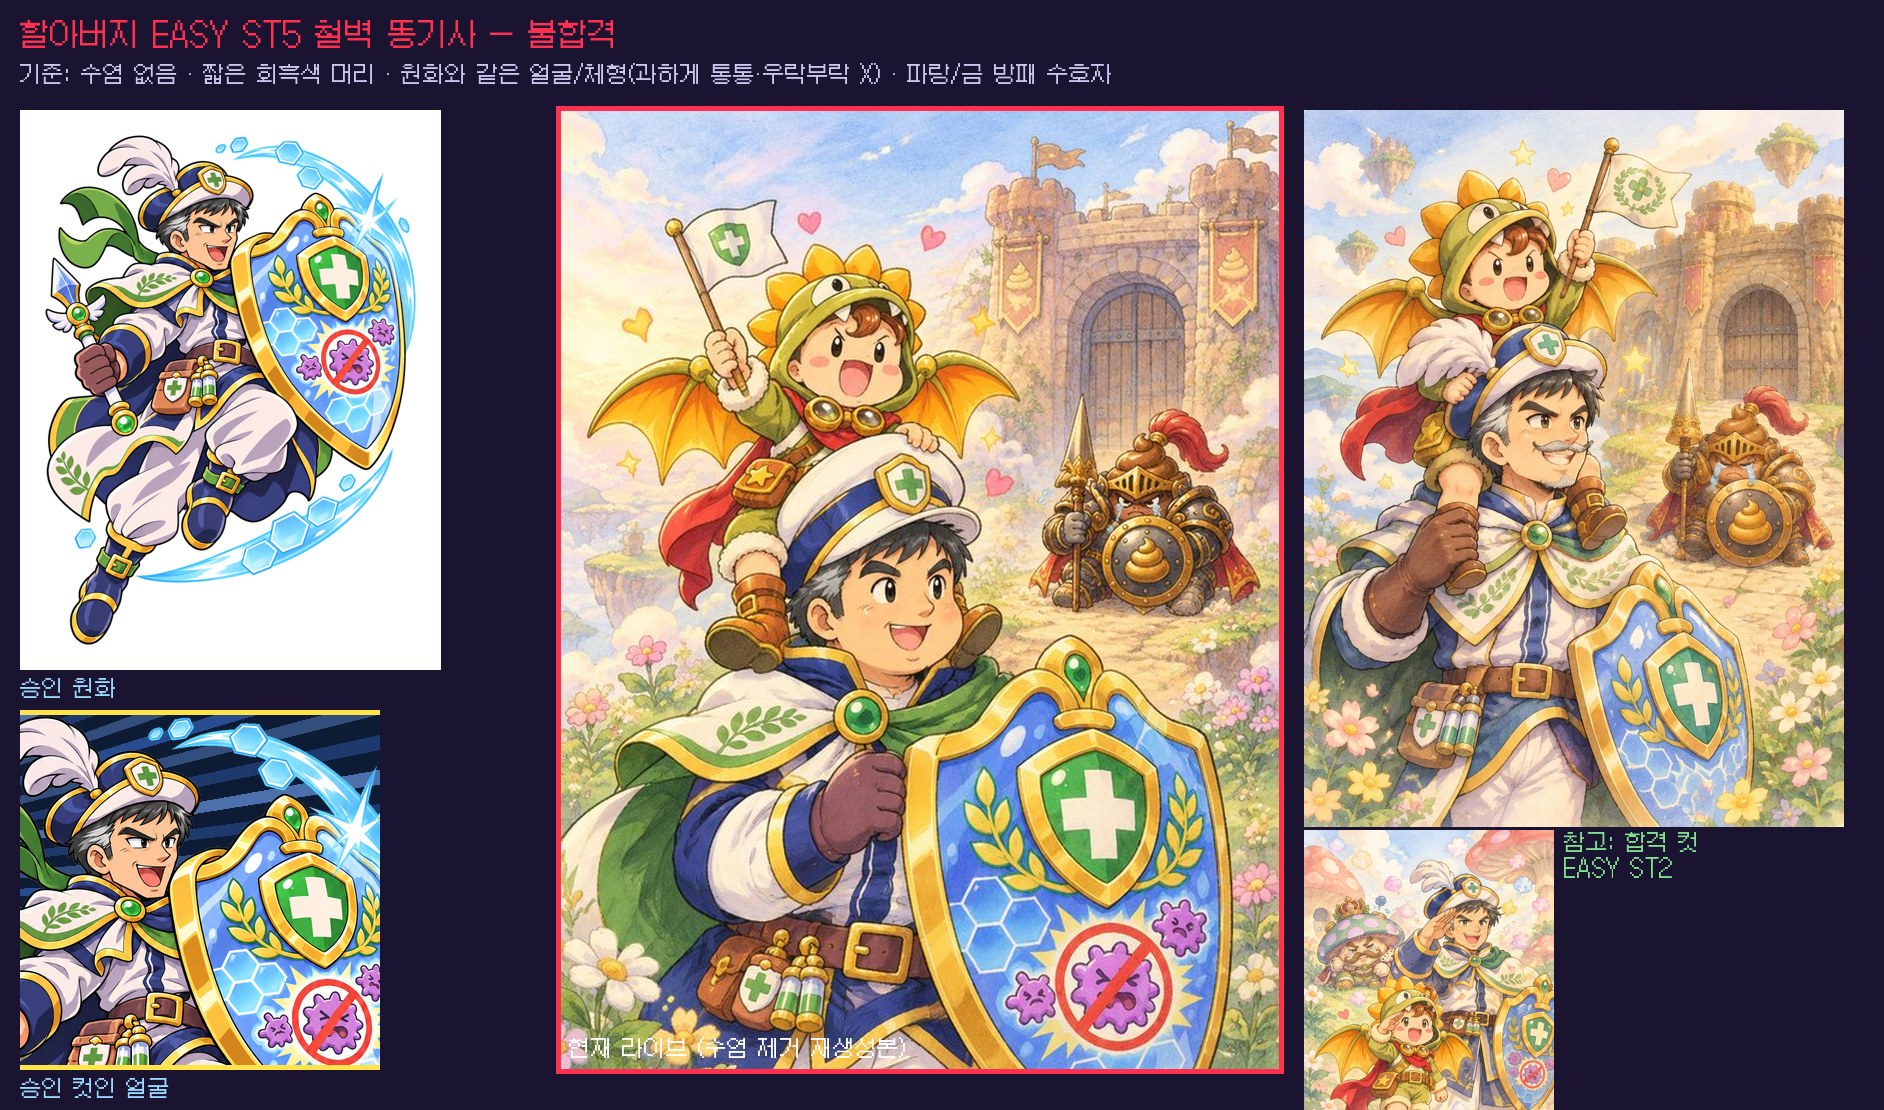 할아버지 EASY ST5 철벽 똥기사 — 불합격
기준: 수염 없음 · 짧은 회흑색 머리 · 원화와 같은 얼굴/체형(과하게 통통·우락부락 X) · 파랑/금 방패 수호자
승인 원화
승인 컷인 얼굴
현재 라이브 (수염 제거 재생성본)
참고: 합격 컷
EASY ST2